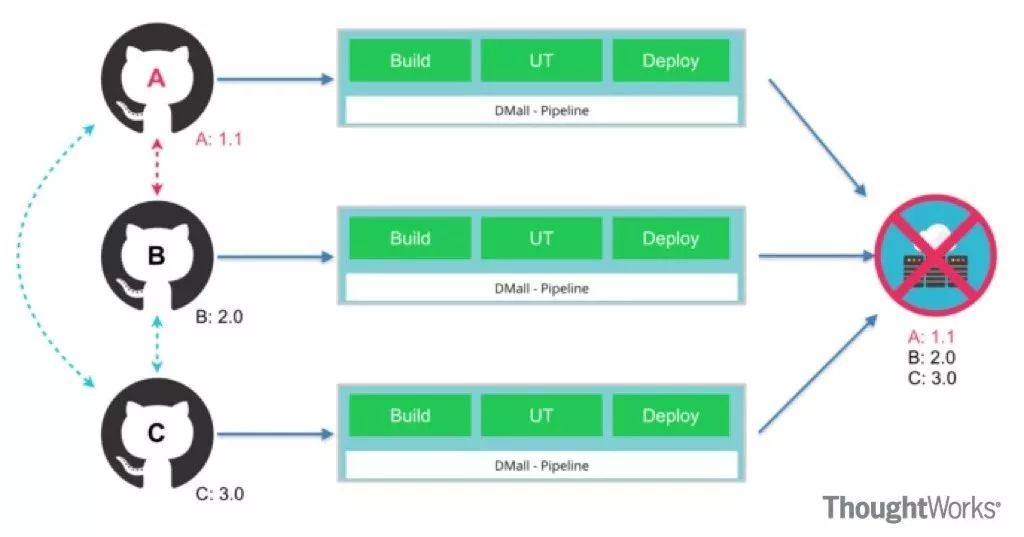 A
A: 1.1
Build
UT
Deploy
DMall - Pipeline
B
B: 2.0
Build
UT
Deploy
DMall - Pipeline
A: 1.1
B: 2.0
C: 3.0
C
C: 3.0
Build
UT
Deploy
DMall - Pipeline
ThoughtWorks®